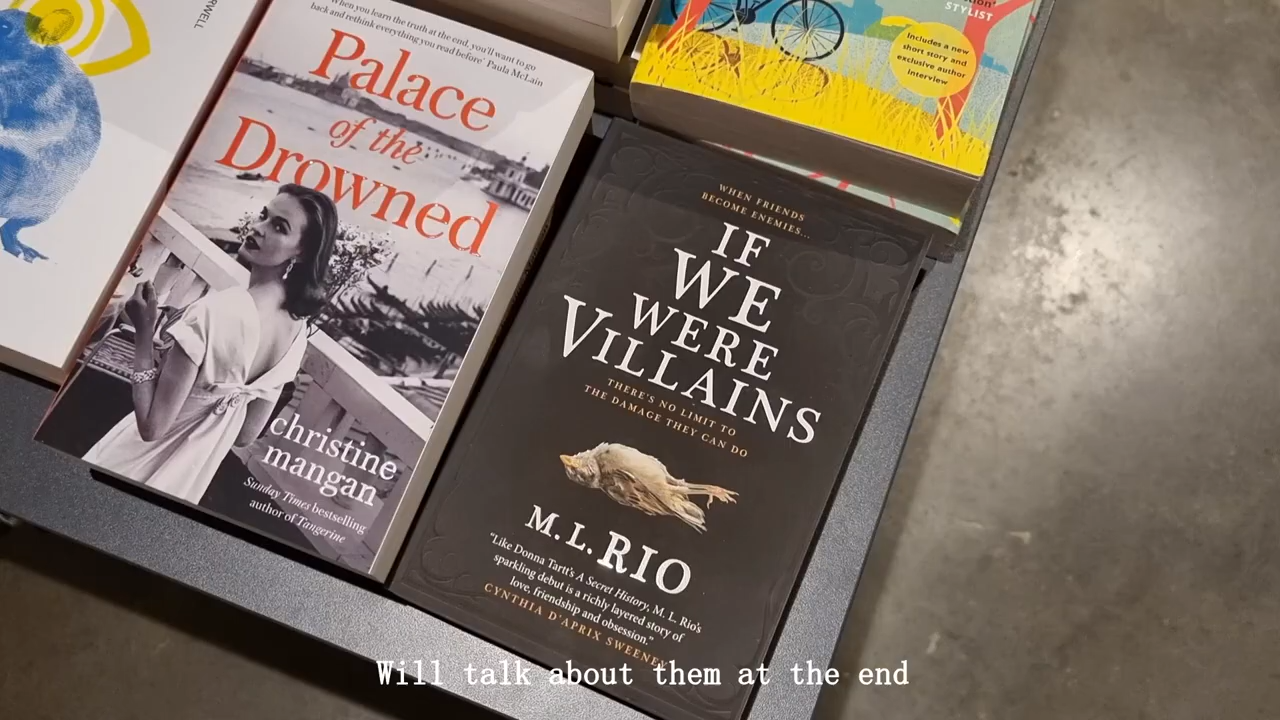 RWELL
When you learn the truth at the end, you'll want to go
back and rethink everything you read before' Paula McLain
Palace
of the
Drowned
christine
mangan
Sunday Times bestselling
author of Tangerine
STYLIST
Includes a new
short story and
exclusive author
interview
WHEN FRIENDS
BECOME ENEMIES...
IF
WE
WERE
VILLAINS
THERE'S NO LIMIT TO
THE DAMAGE THEY CAN DO
M. L. RIO
"Like Donna Tartt's A Secret History, M. L. Rio's
sparkling debut is a richly layered story of
love, friendship and obsession."
CYNTHIA D'APRIX SWEENEY
Will talk about them at the end